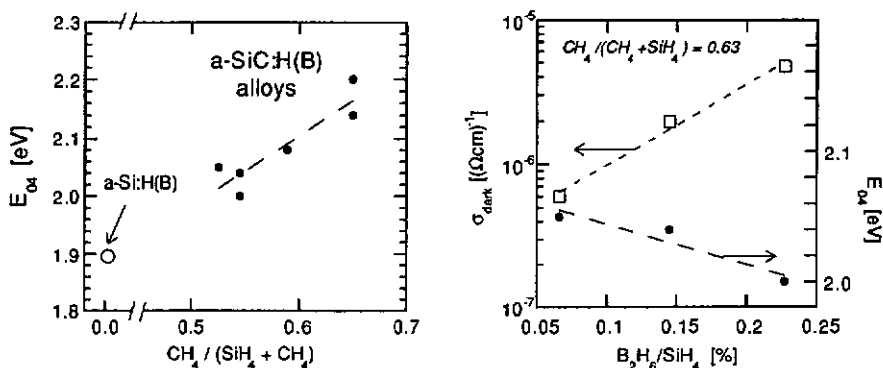 2.3
2.2
2.1
2.0
1.9
1.8
E04 [eV]
a-SiC:H(B)
alloys
a-Si:H(B)
0.0
0.5
0.6
0.7
CH4 / (SiH4 + CH4)
10-5
10-6
10-7
σdark [(Ωcm)-1]
CH4/(CH4+SiH4) = 0.63
2.1
2.0
E04 [eV]
0.05
0.1
0.15
0.2
0.25
B2H6/SiH4 [%]